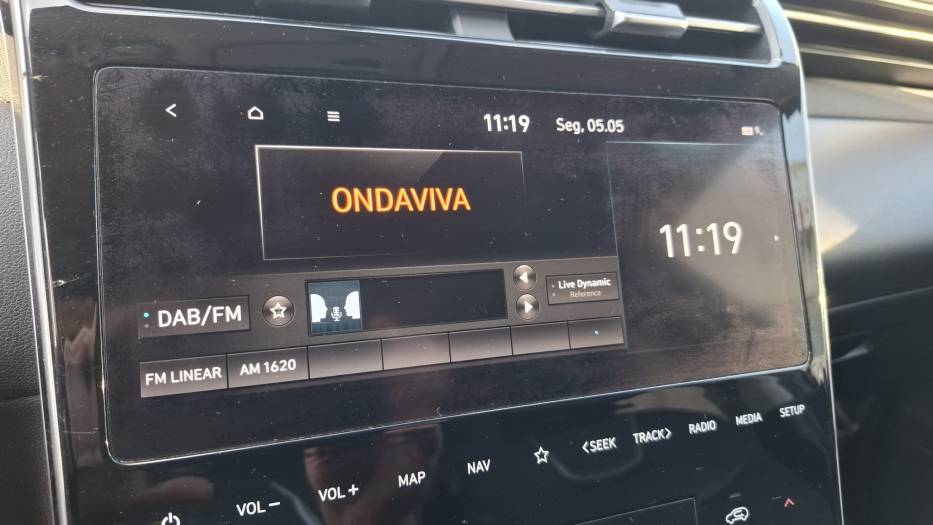 11:19 Seg, 05.05
ONDAVIVA
11:19
Live Dynamic
Reference
DAB/FM
FM LINEAR AM 1620
VOL − VOL + MAP NAV <SEEK TRACK> RADIO MEDIA SETUP